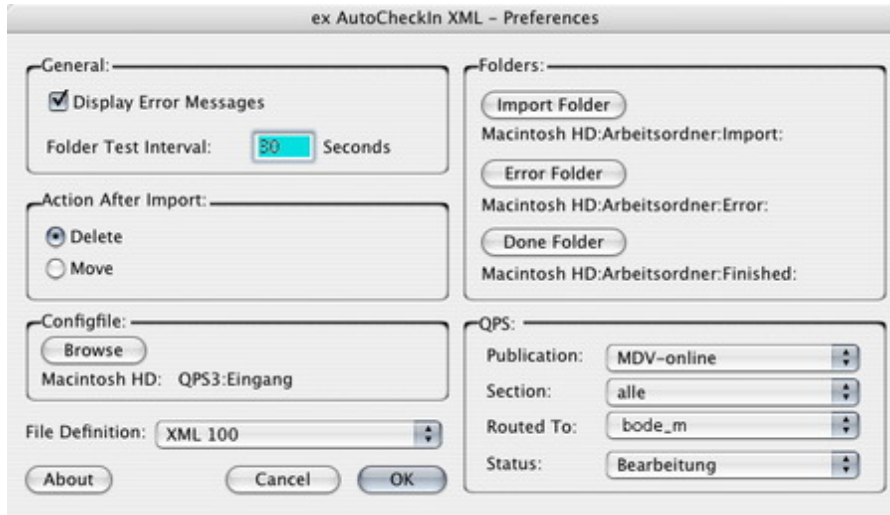 ex AutoCheckIn XML – Preferences
General:
Display Error Messages
Folder Test Interval: 30 Seconds
Action After Import:
Delete
Move
Configfile:
Browse
Macintosh HD: QPS3:Eingang
File Definition: XML 100
About Cancel OK
Folders:
Import Folder
Macintosh HD:Arbeitsordner:Import:
Error Folder
Macintosh HD:Arbeitsordner:Error:
Done Folder
Macintosh HD:Arbeitsordner:Finished:
QPS:
Publication: MDV-online
Section: alle
Routed To: bode_m
Status: Bearbeitung